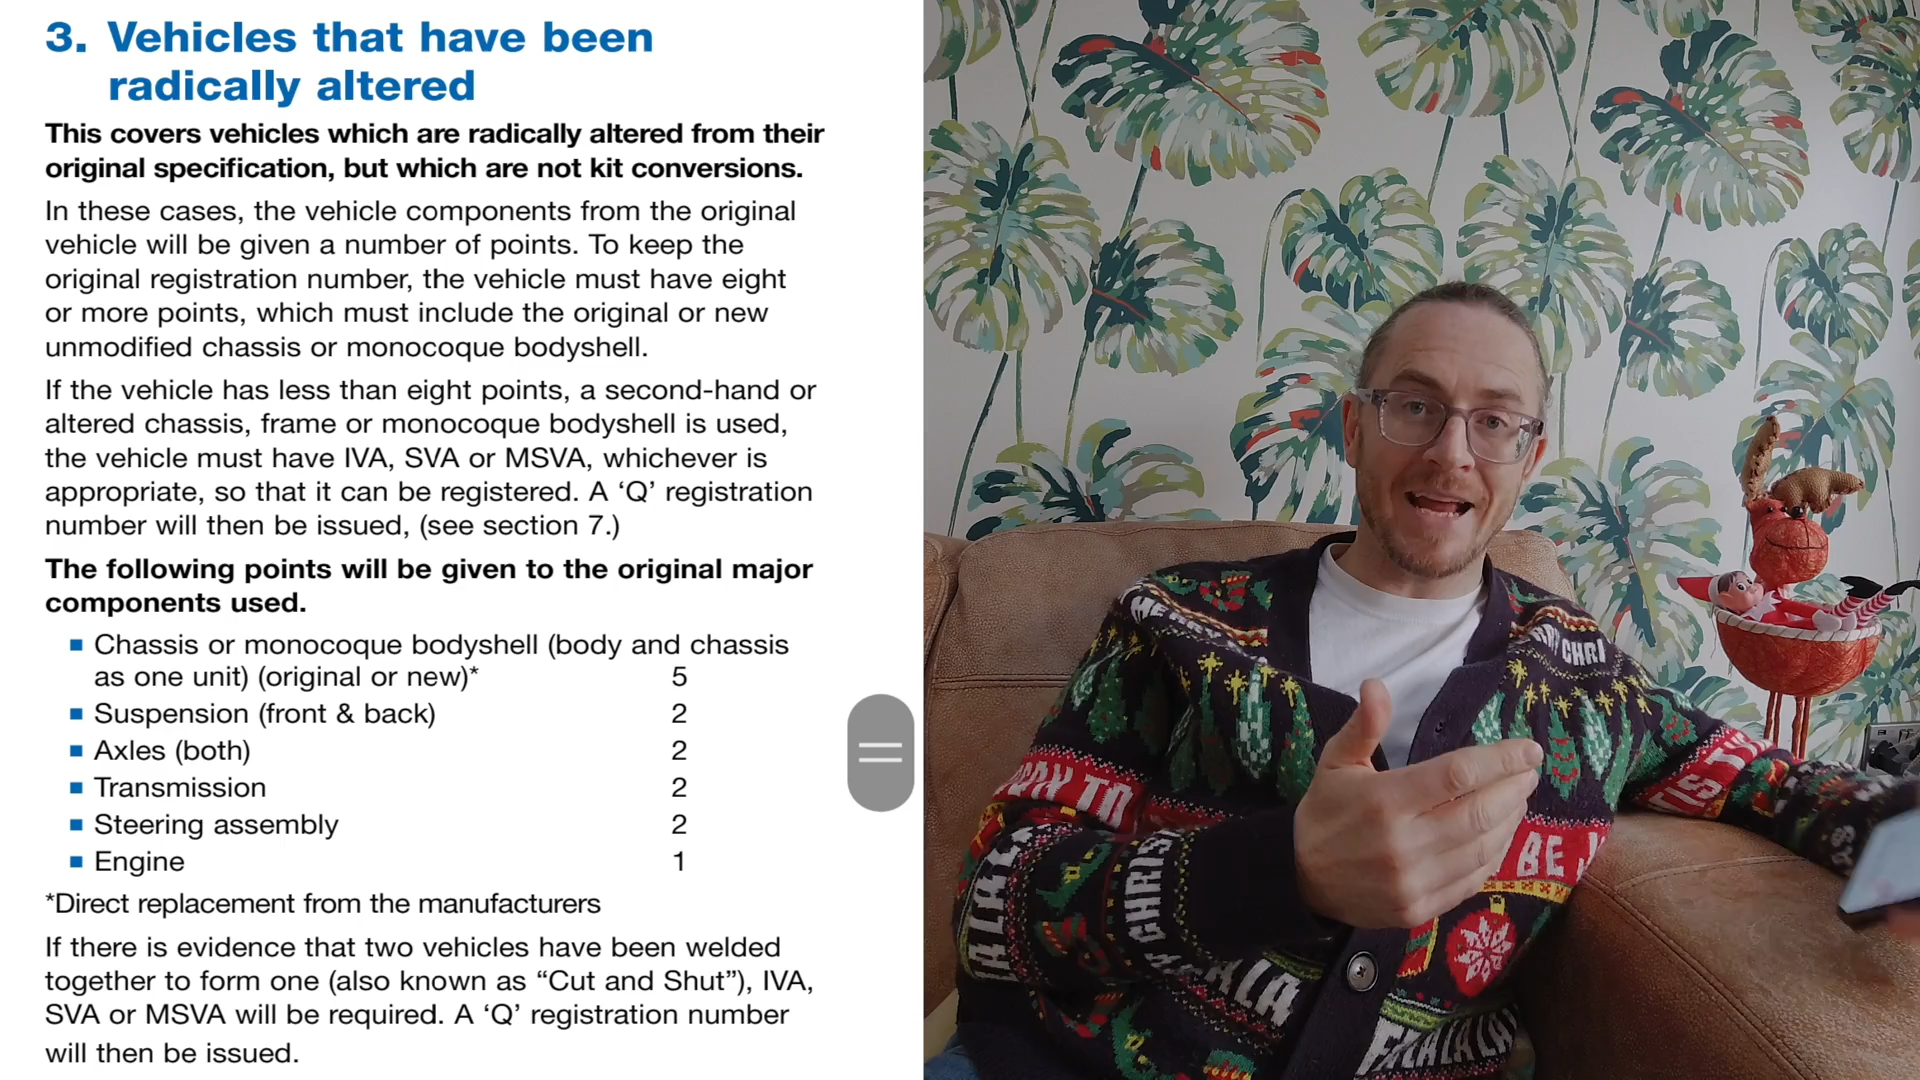 3. Vehicles that have been
radically altered
This covers vehicles which are radically altered from their
original specification, but which are not kit conversions.
In these cases, the vehicle components from the original
vehicle will be given a number of points. To keep the
original registration number, the vehicle must have eight
or more points, which must include the original or new
unmodified chassis or monocoque bodyshell.
If the vehicle has less than eight points, a second-hand or
altered chassis, frame or monocoque bodyshell is used,
the vehicle must have IVA, SVA or MSVA, whichever is
appropriate, so that it can be registered. A ‘Q’ registration
number will then be issued, (see section 7.)
The following points will be given to the original major
components used.
Chassis or monocoque bodyshell (body and chassis
as one unit) (original or new)* 5
Suspension (front & back) 2
Axles (both) 2
Transmission 2
Steering assembly 2
Engine 1
*Direct replacement from the manufacturers
If there is evidence that two vehicles have been welded
together to form one (also known as “Cut and Shut”), IVA,
SVA or MSVA will be required. A ‘Q’ registration number
will then be issued.
CHRI
TO
BE
CHRIS
LA LA
FALALALA